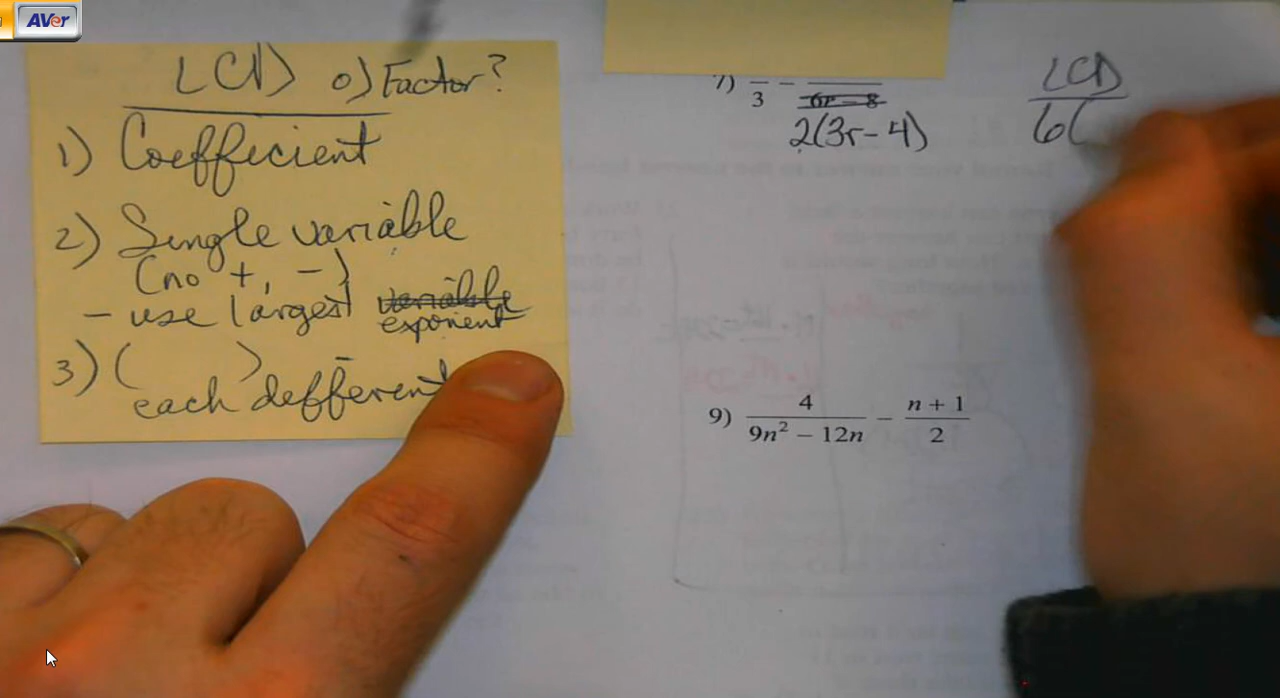 AVer
LCD 0) Factor?
1) Coefficient
2) Single variable
(no +, -)
- use largest variable
exponent
3) ( )
each defferent
7) 3 -
6r - 8
2(3r - 4)
LCD
6(
9) 4 / 9n² - 12n - n + 1 / 2